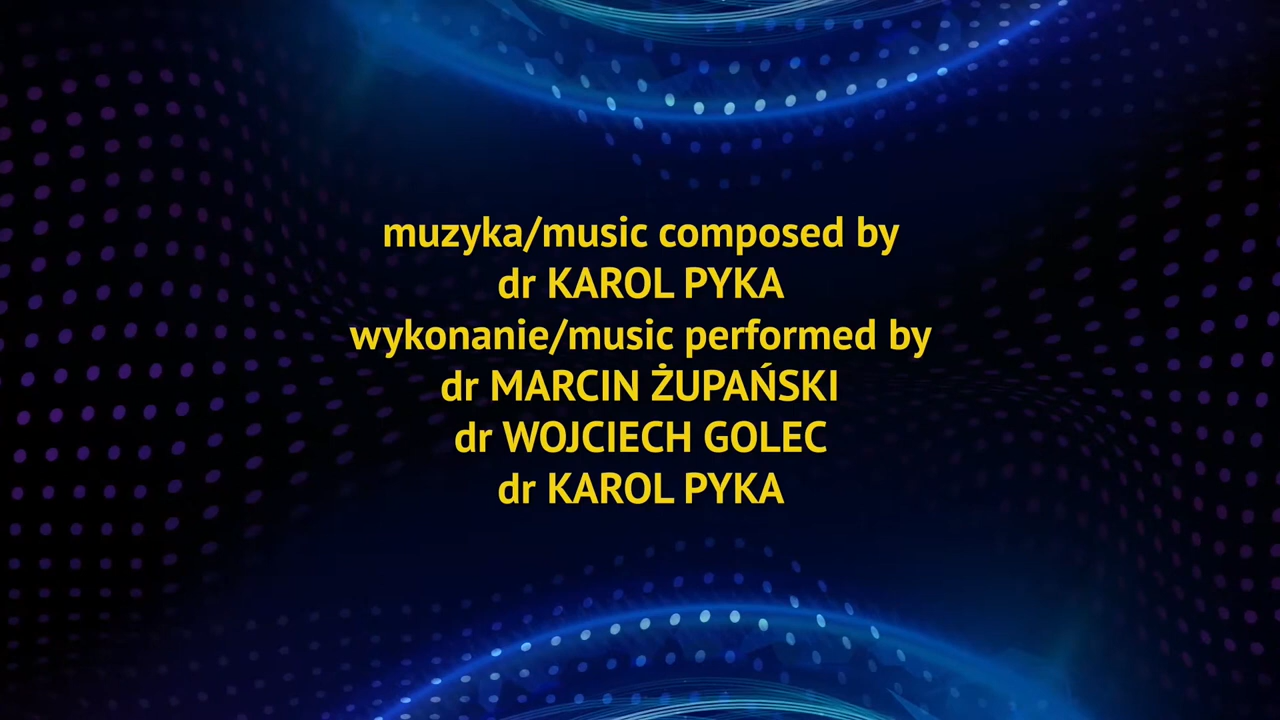 muzyka/music composed by
dr KAROL PYKA
wykonanie/music performed by
dr MARCIN ŻUPAŃSKI
dr WOJCIECH GOLEC
dr KAROL PYKA